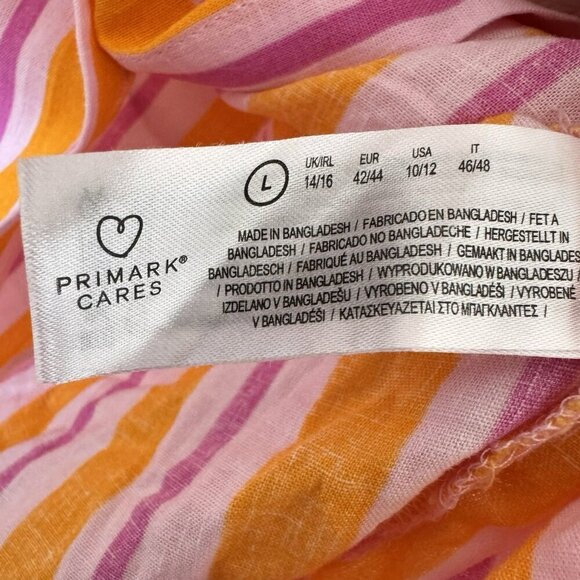 PRIMARK®
CARES
L
UK/IRL EUR USA IT
14/16 42/44 10/12 46/48
MADE IN BANGLADESH / FABRICADO EN BANGLADESH / FET A
BANGLADESH / FABRICADO NO BANGLADECHE / HERGESTELLT IN
BANGLADESCH / FABRIQUÉ AU BANGLADESH / GEMAAKT IN
/ PRODOTTO IN BANGLADESH / WYPRODUKOWANO W BANGLADESZU /
IZDELANO V BANGLADEŠU / VYROBENO V BANGLADÉŠI / VYROBENÉ
V BANGLADÉŠI / ΚΑΤΑΣΚΕΥΑΖΕΤΑΙ ΣΤΟ ΜΠΑΓΚΛΑΝΤΕΣ /